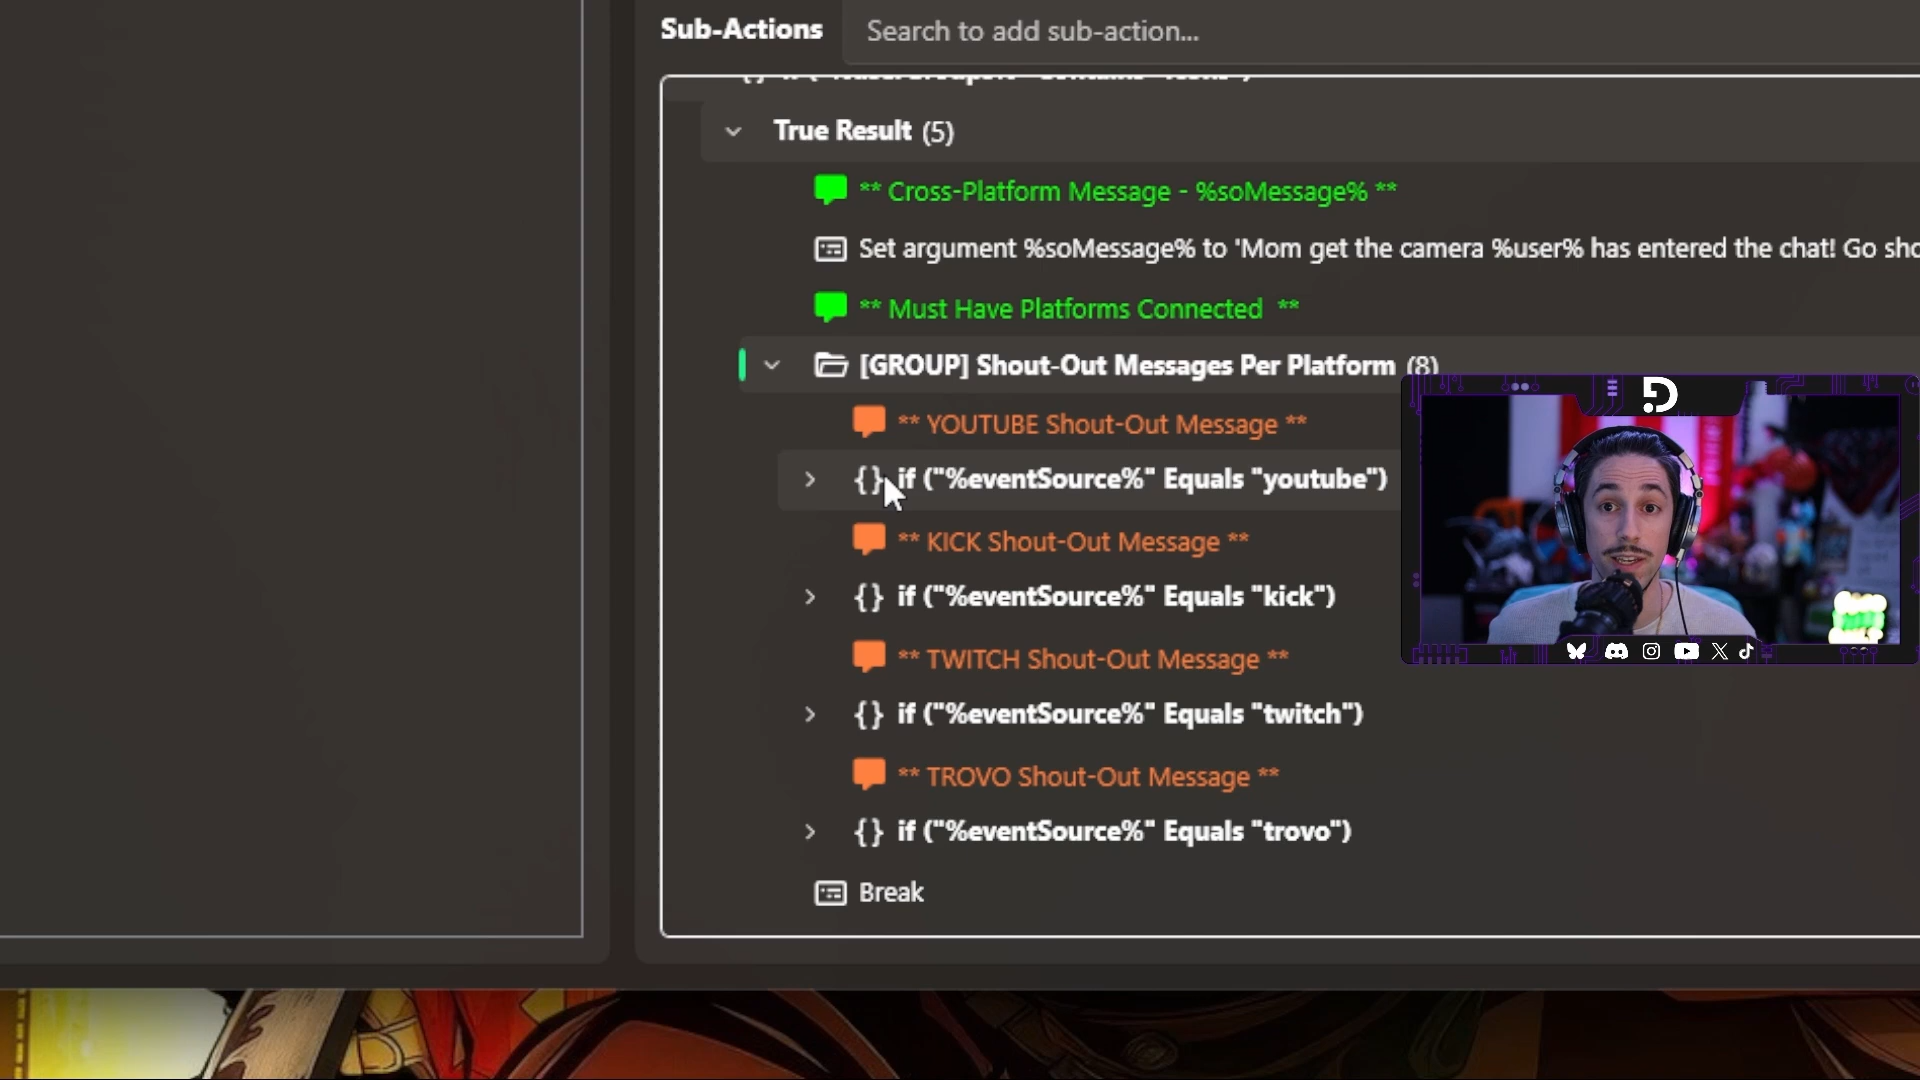 Sub-Actions
Search to add sub-action...
True Result (5)
** Cross-Platform Message - %soMessage% **
Set argument %soMessage% to 'Mom get the camera %user% has entered the chat! Go
** Must Have Platforms Connected **
[GROUP] Shout-Out Messages Per Platform (8)
** YOUTUBE Shout-Out Message **
{} if ("%eventSource%" Equals "youtube")
** KICK Shout-Out Message **
{} if ("%eventSource%" Equals "kick")
** TWITCH Shout-Out Message **
{} if ("%eventSource%" Equals "twitch")
** TROVO Shout-Out Message **
{} if ("%eventSource%" Equals "trovo")
Break